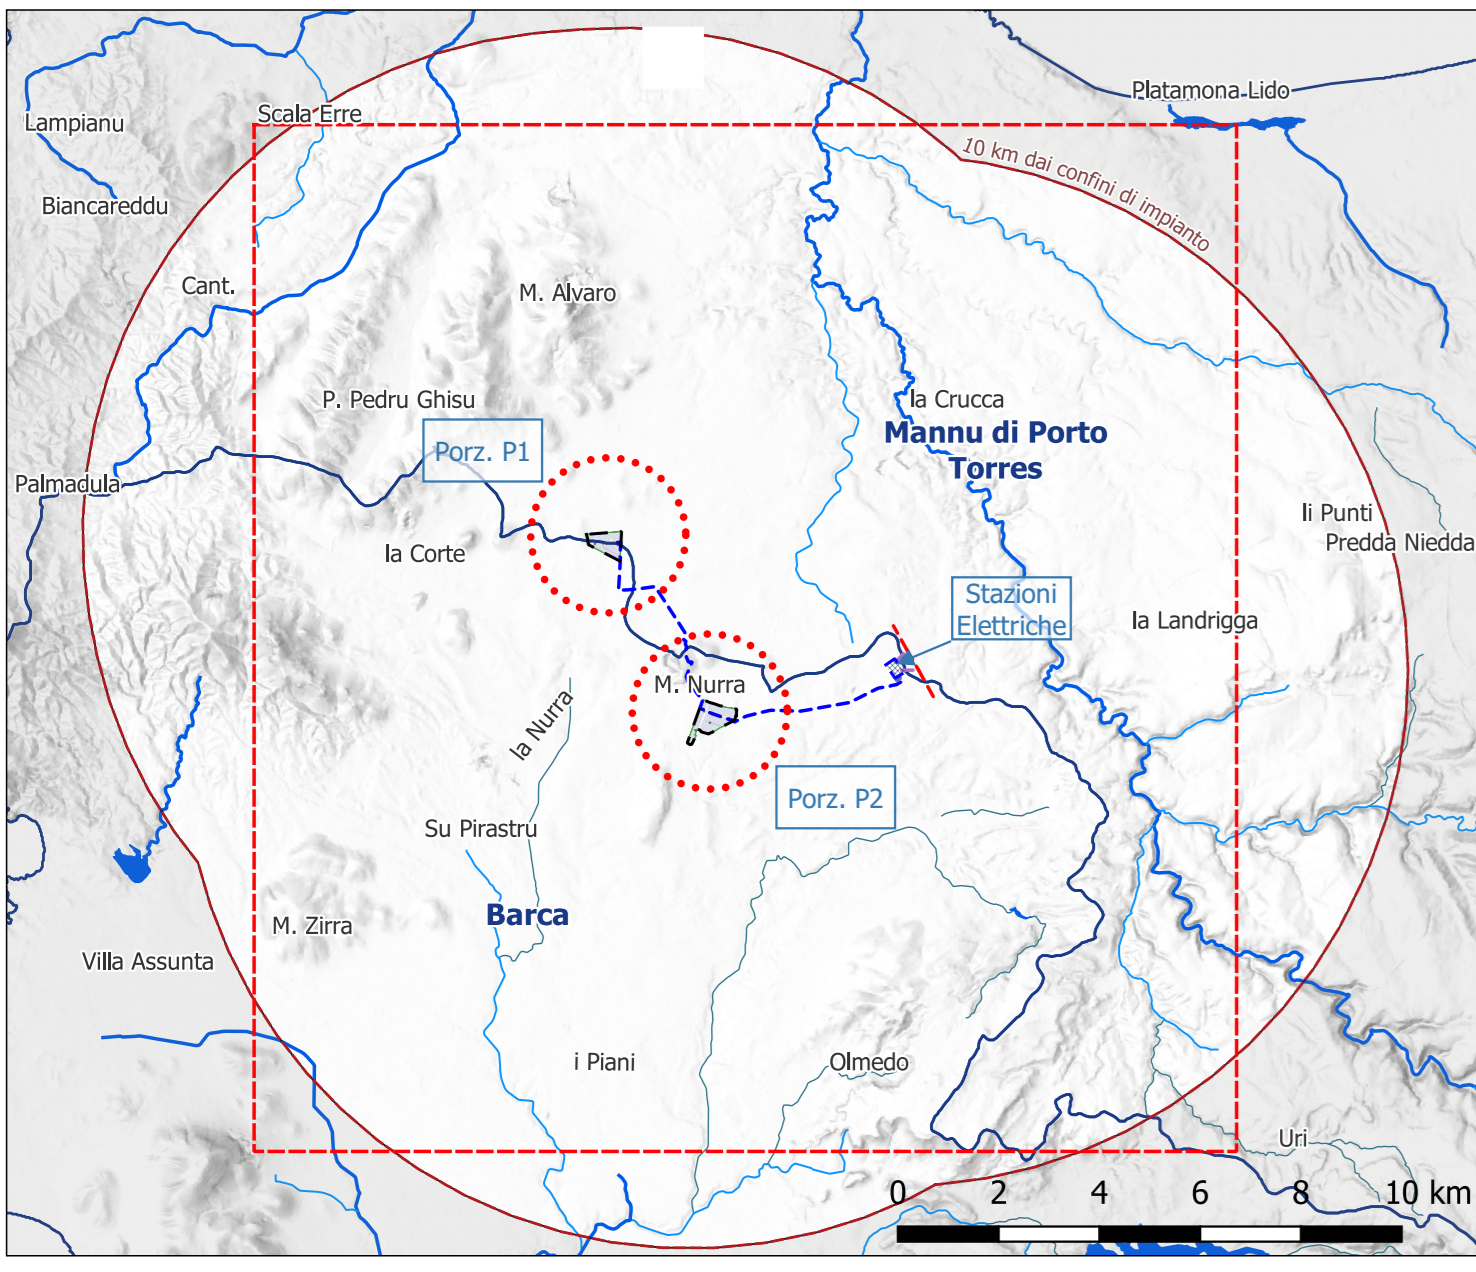 Platamona Lido
Scala Erre
Lampianu
10 km dai confini di impianto
Biancareddu
Cant.
M. Alvaro
P. Pedru Ghisu
la Crucca
Mannu di Porto
Torres
Porz. P1
Palmadula
li Punti
Predda Niedda
la Corte
Stazioni
Elettriche
la Landrigga
M. Nurra
la Nurra
Porz. P2
Su Pirastru
Barca
M. Zirra
Villa Assunta
i Piani
Olmedo
Uri
0 2 4 6 8 10 km